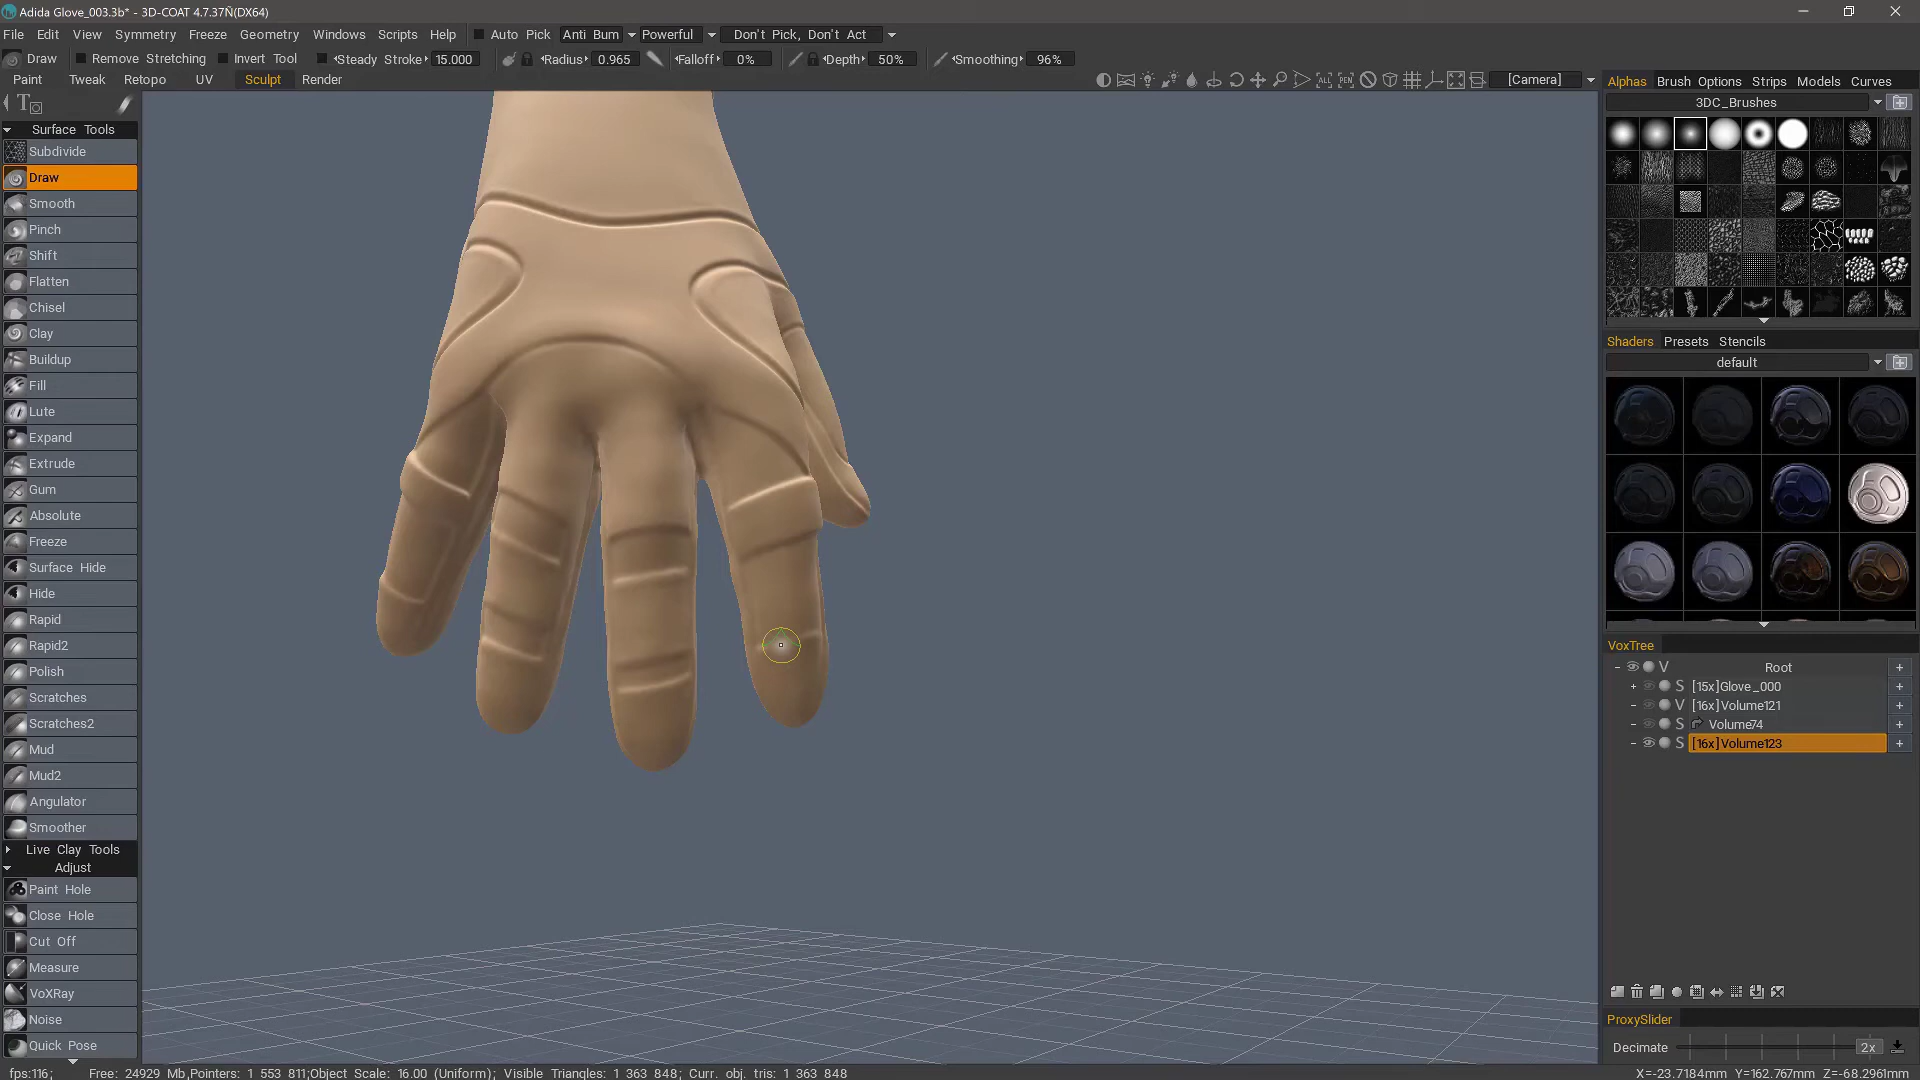 Adida Glove_003.3b* - 3D-COAT 4.7.37Ñ(DX64)
File Edit View Symmetry Freeze Geometry Windows Scripts Help Auto Pick Anti Bum Powerful Don't Pick, Don't Act
Draw Remove Stretching Invert Tool Steady Stroke 15.000 Radius 0.965 Falloff 0% Depth 50% Smoothing 96%
Paint Tweak Retopo UV Sculpt Render [Camera]
Surface Tools
Subdivide
Draw
Smooth
Pinch
Shift
Flatten
Chisel
Clay
Buildup
Fill
Lute
Expand
Extrude
Gum
Absolute
Freeze
Surface Hide
Hide
Rapid
Rapid2
Polish
Scratches
Scratches2
Mud
Mud2
Angulator
Smoother
Live Clay Tools
Adjust
Paint Hole
Close Hole
Cut Off
Measure
VoXRay
Noise
Quick Pose
Alphas Brush Options Strips Models Curves
3DC_Brushes
Shaders Presets Stencils
default
VoxTree
V Root
S [15x]Glove_000
V [16x]Volume121
S Volume74
S [16x]Volume123
ProxySlider
Decimate 2x
fps:116; Free: 24929 Mb,Pointers: 1 553 811;Object Scale: 16.00 (Uniform); Visible Triangles: 1 363 848; Curr. obj. tris: 1 363 848 X=-23.7184mm Y=162.767mm Z=-68.2961mm